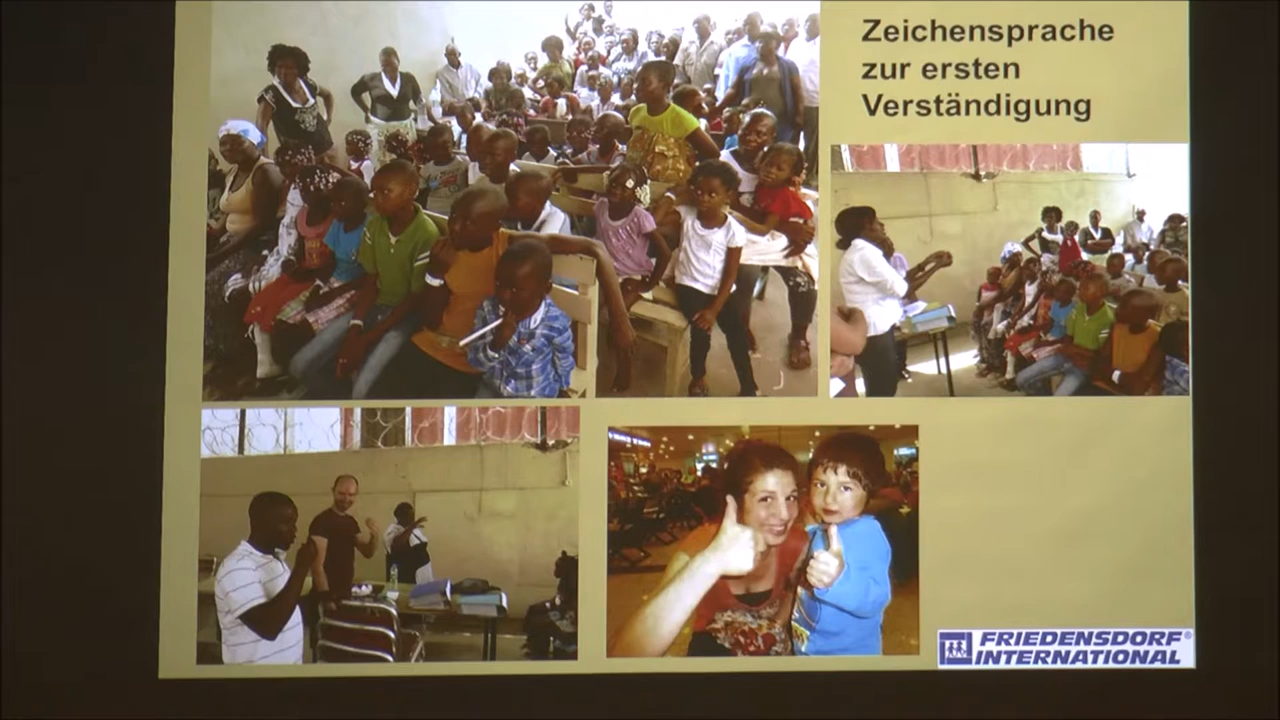 Zeichensprache
zur ersten
Verständigung
FRIEDENSDORF®
INTERNATIONAL